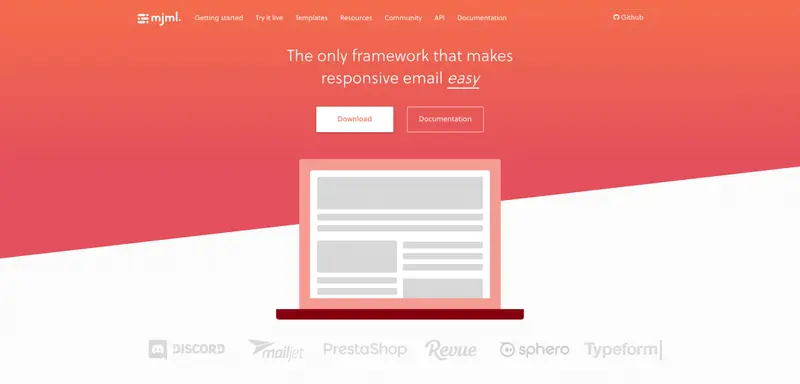 mjml. Getting started Try it live Templates Resources Community API Documentation Github
The only framework that makes
responsive email easy
Download Documentation
DISCORD mailjet PrestaShop Revue sphero Typeform